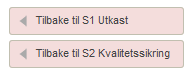 Tilbake til S1 Utkast
Tilbake til S2 Kvalitetssikring